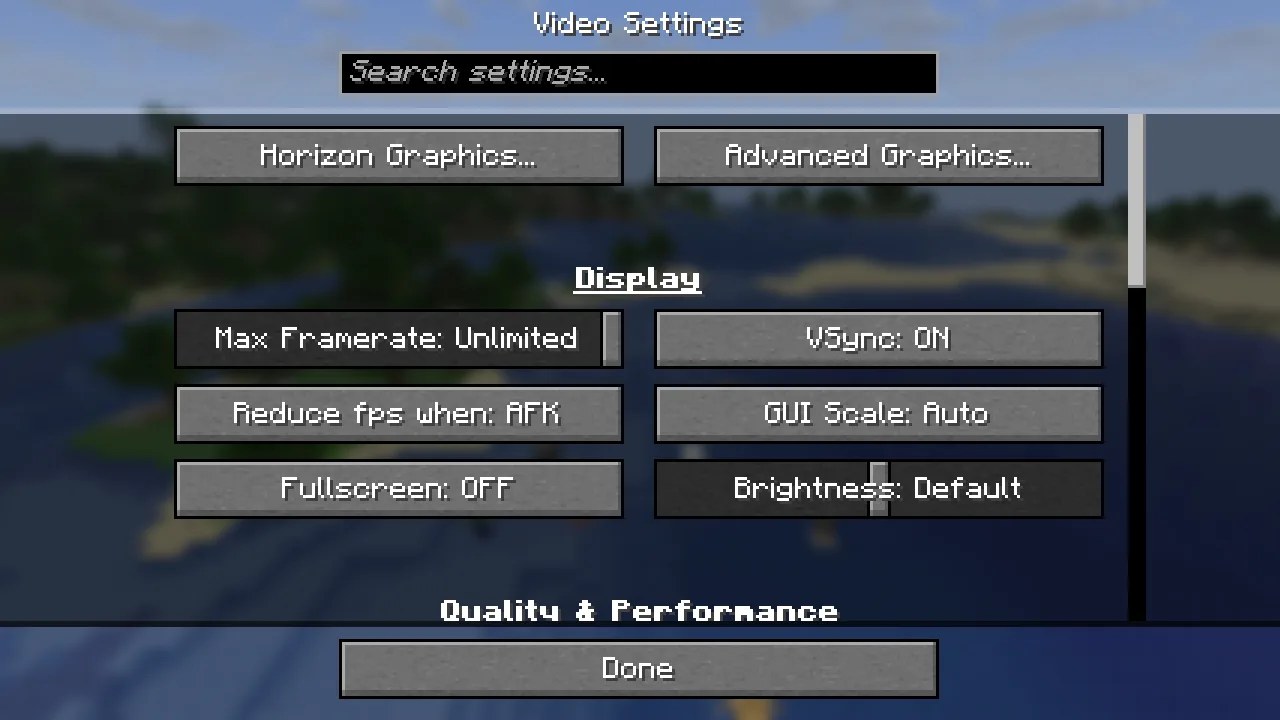 Video Settings
Search settings...
Horizon Graphics...
Advanced Graphics...
Display
Max Framerate: Unlimited
VSync: ON
Reduce fps when: AFK
GUI Scale: Auto
Fullscreen: OFF
Brightness: Default
Quality & Performance
Done